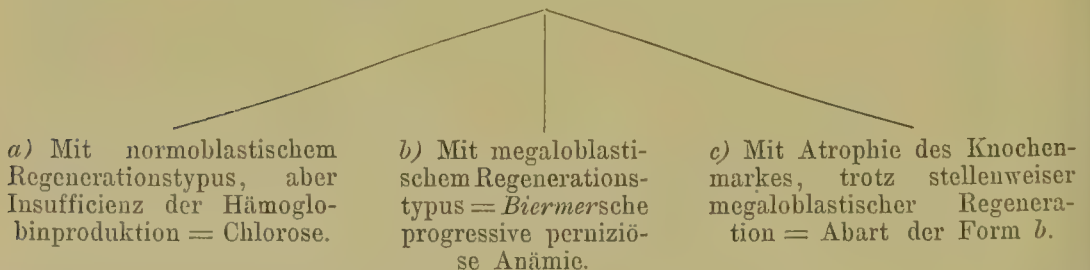 a) Mit normoblastischem
Regenerationstypus, aber
Insufficienz der Hämoglo-
binproduktion = Chlorose.
b) Mit megaloblasti-
schem Regenerations-
typus = Biermersche
progressive perniziö-
se Anämie.
c) Mit Atrophie des Knochen-
markes, trotz stellenweiser
megaloblastischer Regenera-
tion = Abart der Form b.